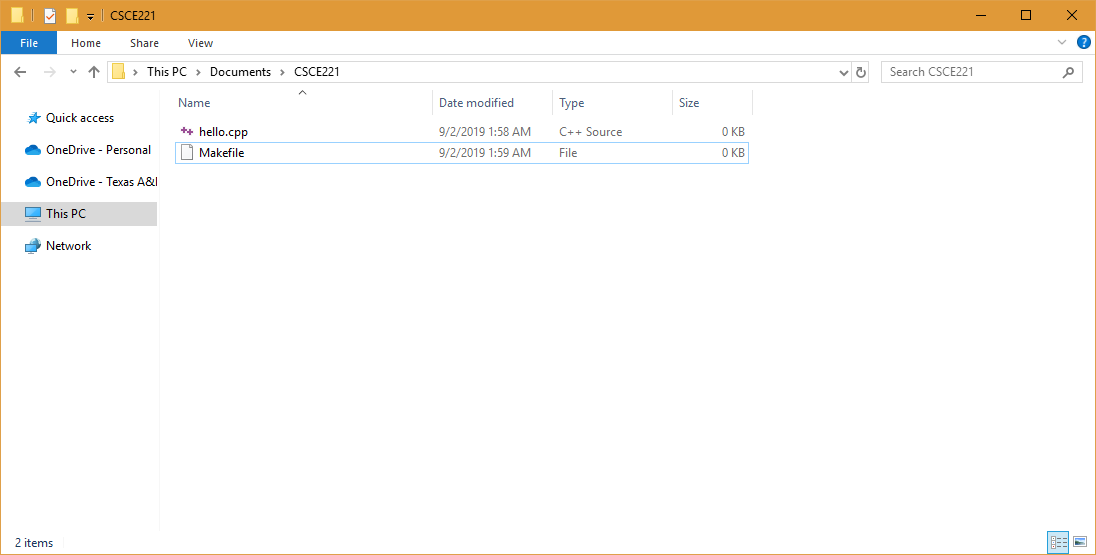 CSCE221
File Home Share View
This PC Documents CSCE221 Search CSCE221
Name Date modified Type Size
Quick access
OneDrive - Personal
OneDrive - Texas A&
This PC
Network
hello.cpp 9/2/2019 1:58 AM C++ Source 0 KB
Makefile 9/2/2019 1:59 AM File 0 KB
2 items